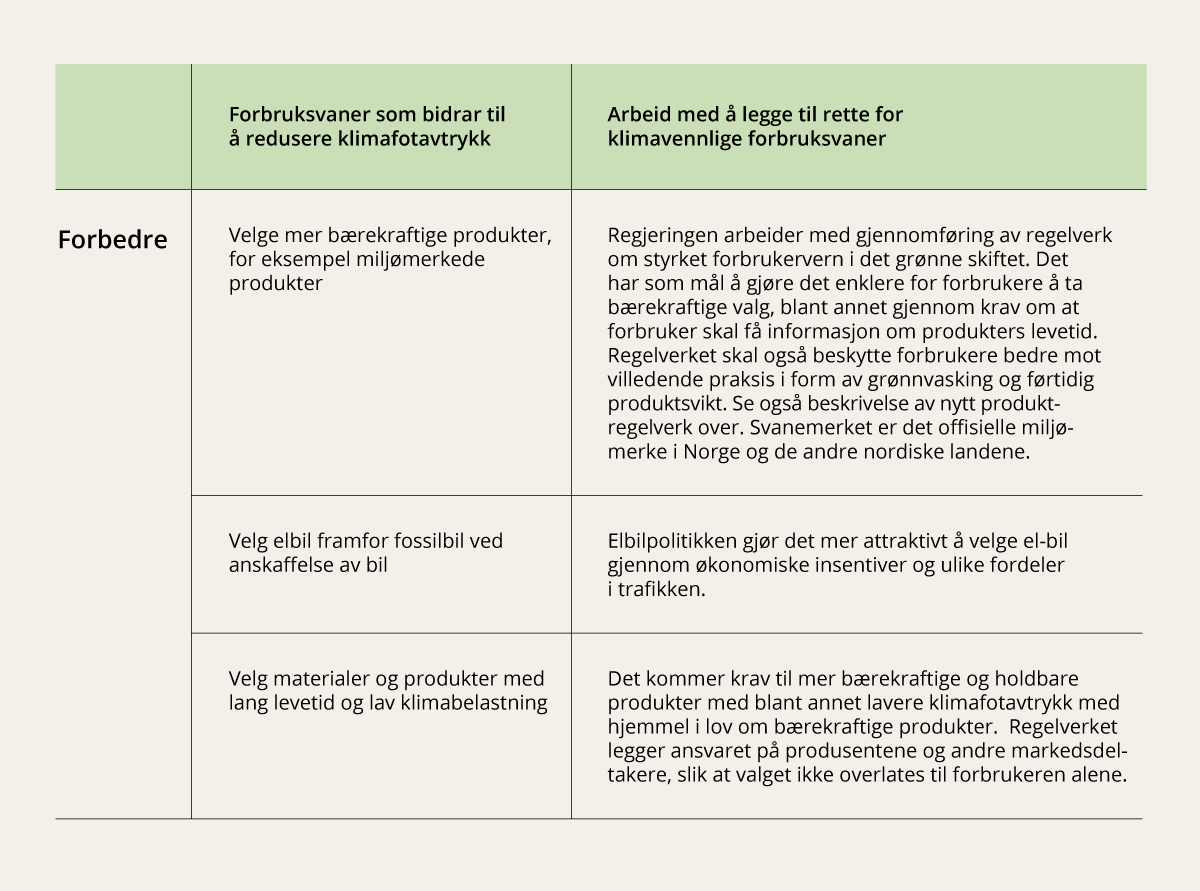 Forbruksvaner som bidrar til
å redusere klimafotavtrykk
Arbeid med å legge til rette for
klimavennlige forbruksvaner
Forbedre
Velge mer bærekraftige produkter,
for eksempel miljømerkede
produkter
Regjeringen arbeider med gjennomføring av regelverk
om styrket forbrukervern i det grønne skiftet. Det
har som mål å gjøre det enklere for forbrukere å ta
bærekraftige valg, blant annet gjennom krav om at
forbruker skal få informasjon om produkters levetid.
Regelverket skal også beskytte forbrukere bedre mot
villedende praksis i form av grønnvasking og førtidig
produktsvikt. Se også beskrivelse av nytt produkt-
regelverk over. Svanemerket er det offisielle miljø-
merke i Norge og de andre nordiske landene.
Velg elbil framfor fossilbil ved
anskaffelse av bil
Elbilpolitikken gjør det mer attraktivt å velge el-bil
gjennom økonomiske insentiver og ulike fordeler
i trafikken.
Velg materialer og produkter med
lang levetid og lav klimabelastning
Det kommer krav til mer bærekraftige og holdbare
produkter med blant annet lavere klimafotavtrykk med
hjemmel i lov om bærekraftige produkter.  Regelverket
legger ansvaret på produsentene og andre markedsdel-
takere, slik at valget ikke overlates til forbrukeren alene.